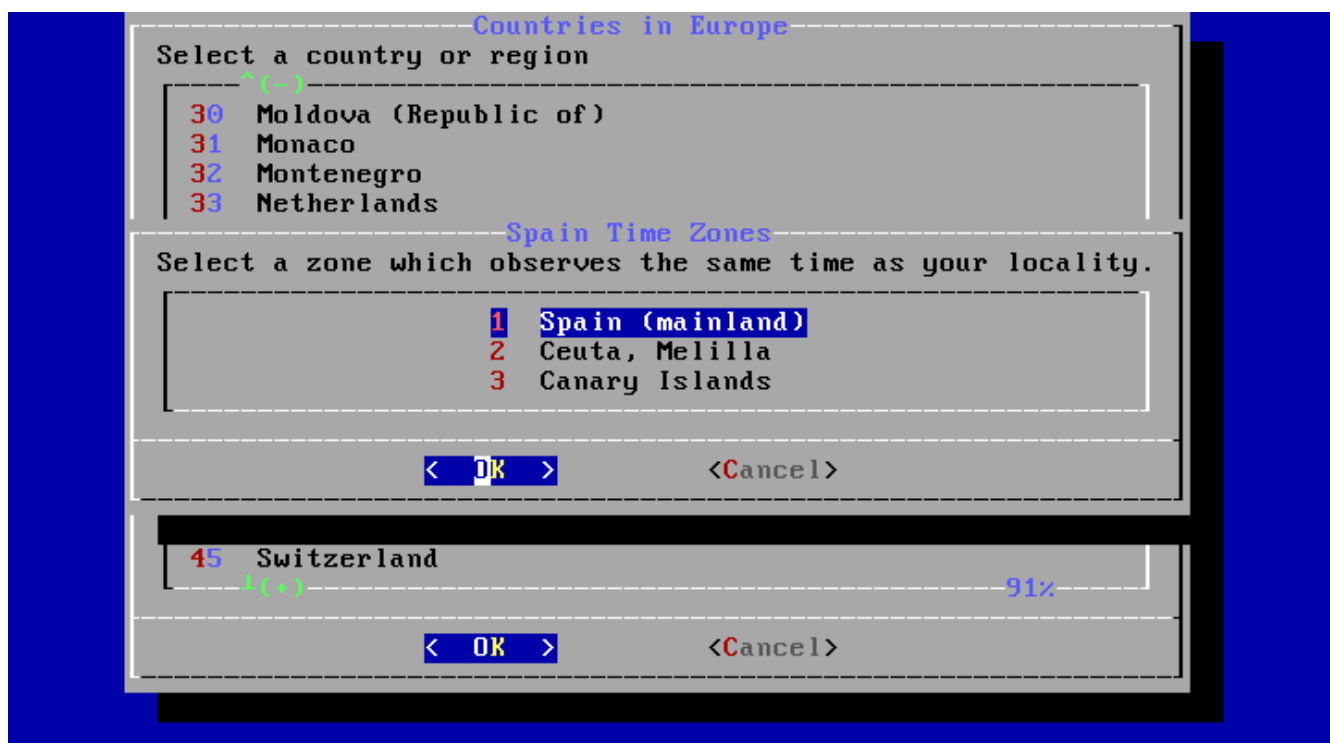 Countries in Europe
Select a country or region
^(-)
30 Moldova (Republic of)
31 Monaco
32 Montenegro
33 Netherlands
Spain Time Zones
Select a zone which observes the same time as your locality.
1 Spain (mainland)
2 Ceuta, Melilla
3 Canary Islands
< OK > <Cancel>
45 Switzerland
┴(+) 91%
< OK > <Cancel>